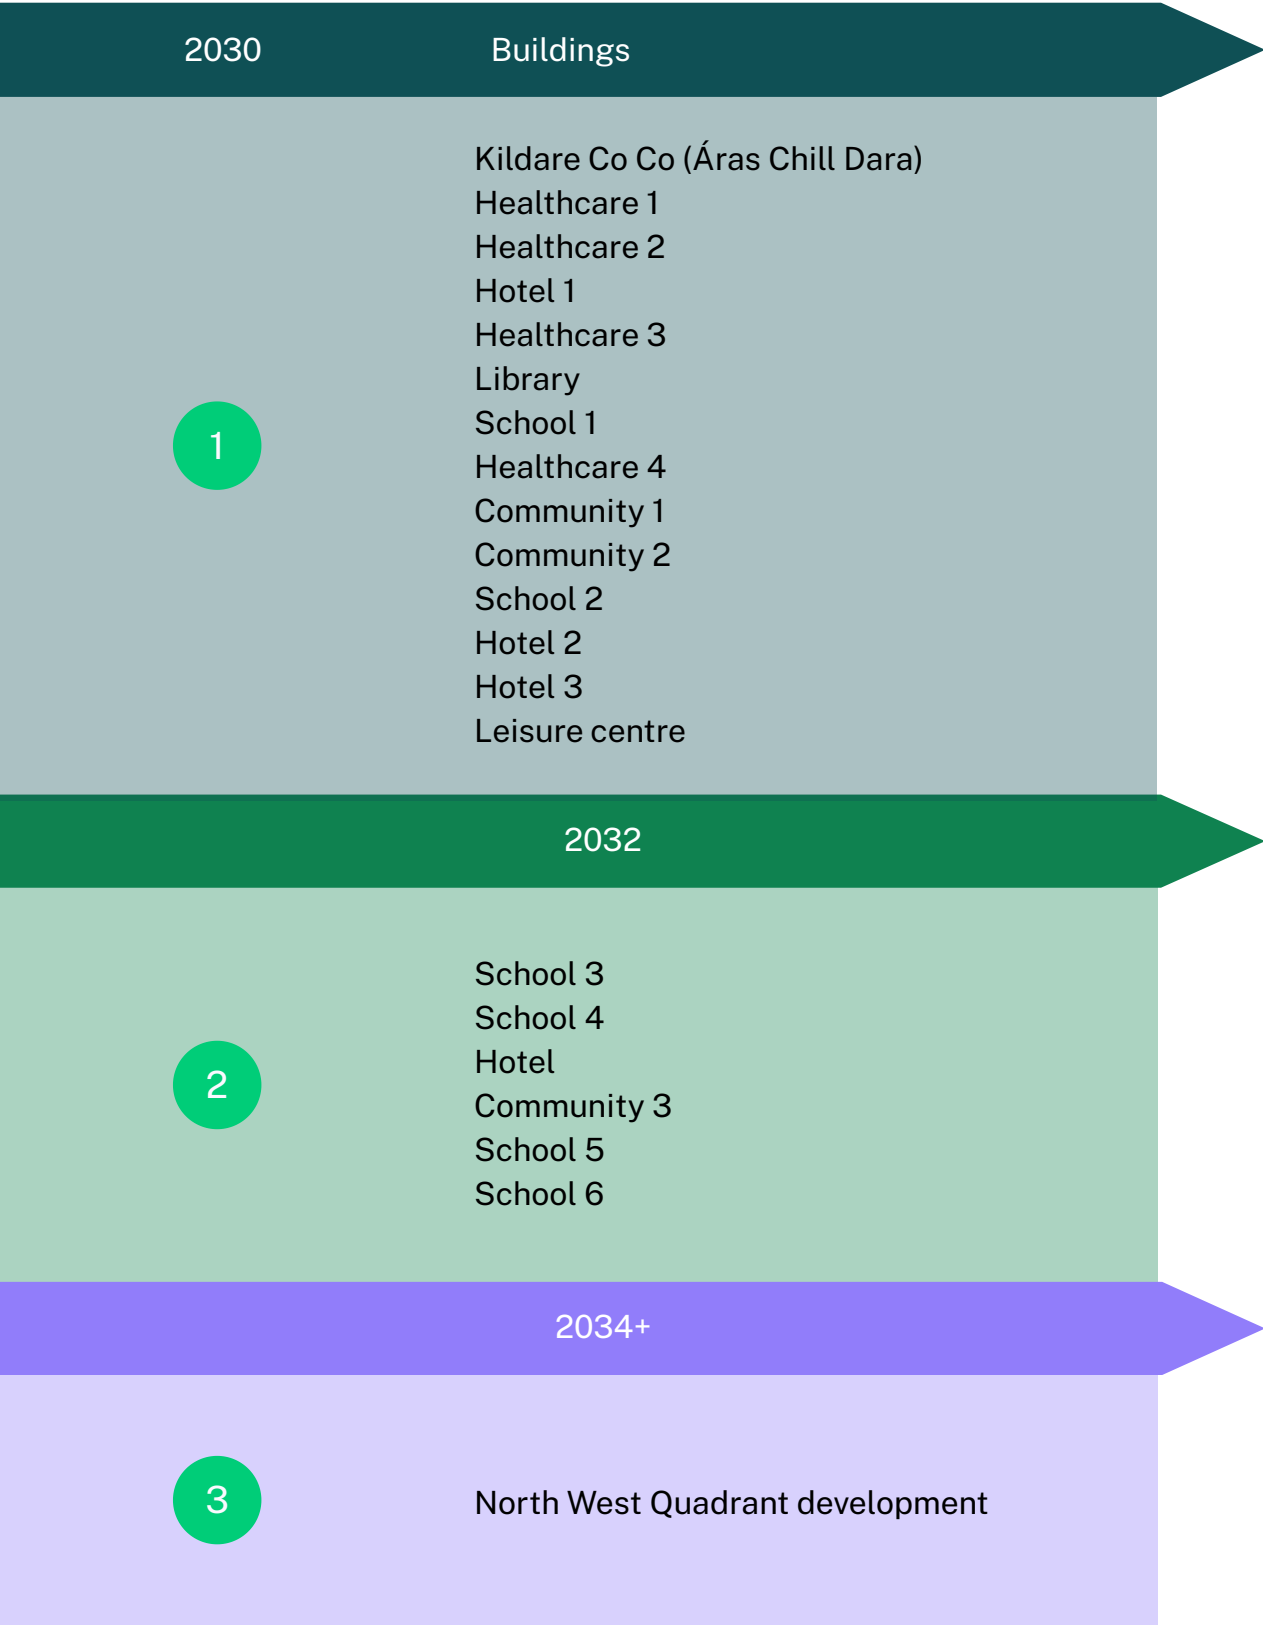 2030 Buildings
Kildare Co Co (Áras Chill Dara)
Healthcare 1
Healthcare 2
Hotel 1
Healthcare 3
Library
School 1
Healthcare 4
Community 1
Community 2
School 2
Hotel 2
Hotel 3
Leisure centre
1
2032
School 3
School 4
Hotel
Community 3
School 5
School 6
2
2034+
3
North West Quadrant development